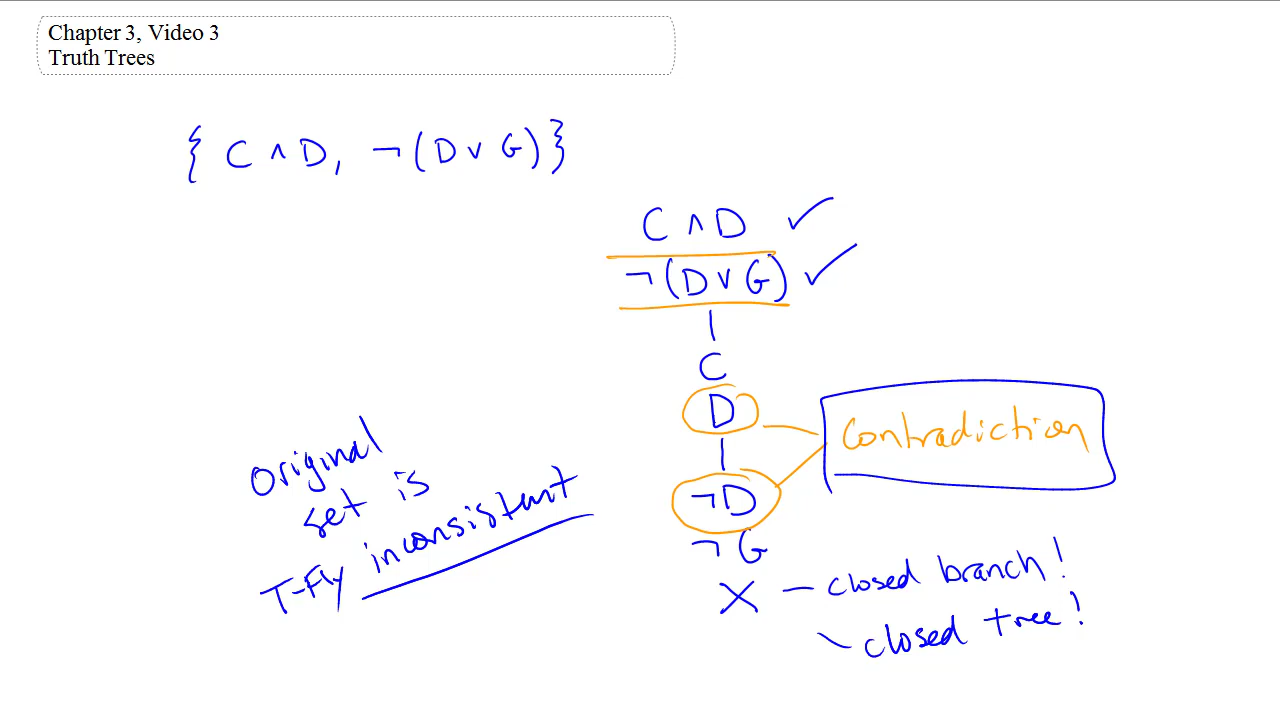 Chapter 3, Video 3
Truth Trees
{ C ∧ D, ¬(D ∨ G)}
C ∧ D ✓
¬(D ∨ G) ✓
C
D
Contradiction
¬D
¬G
X – closed branch!
closed tree!
Original
set is
T-Fly inconsistent